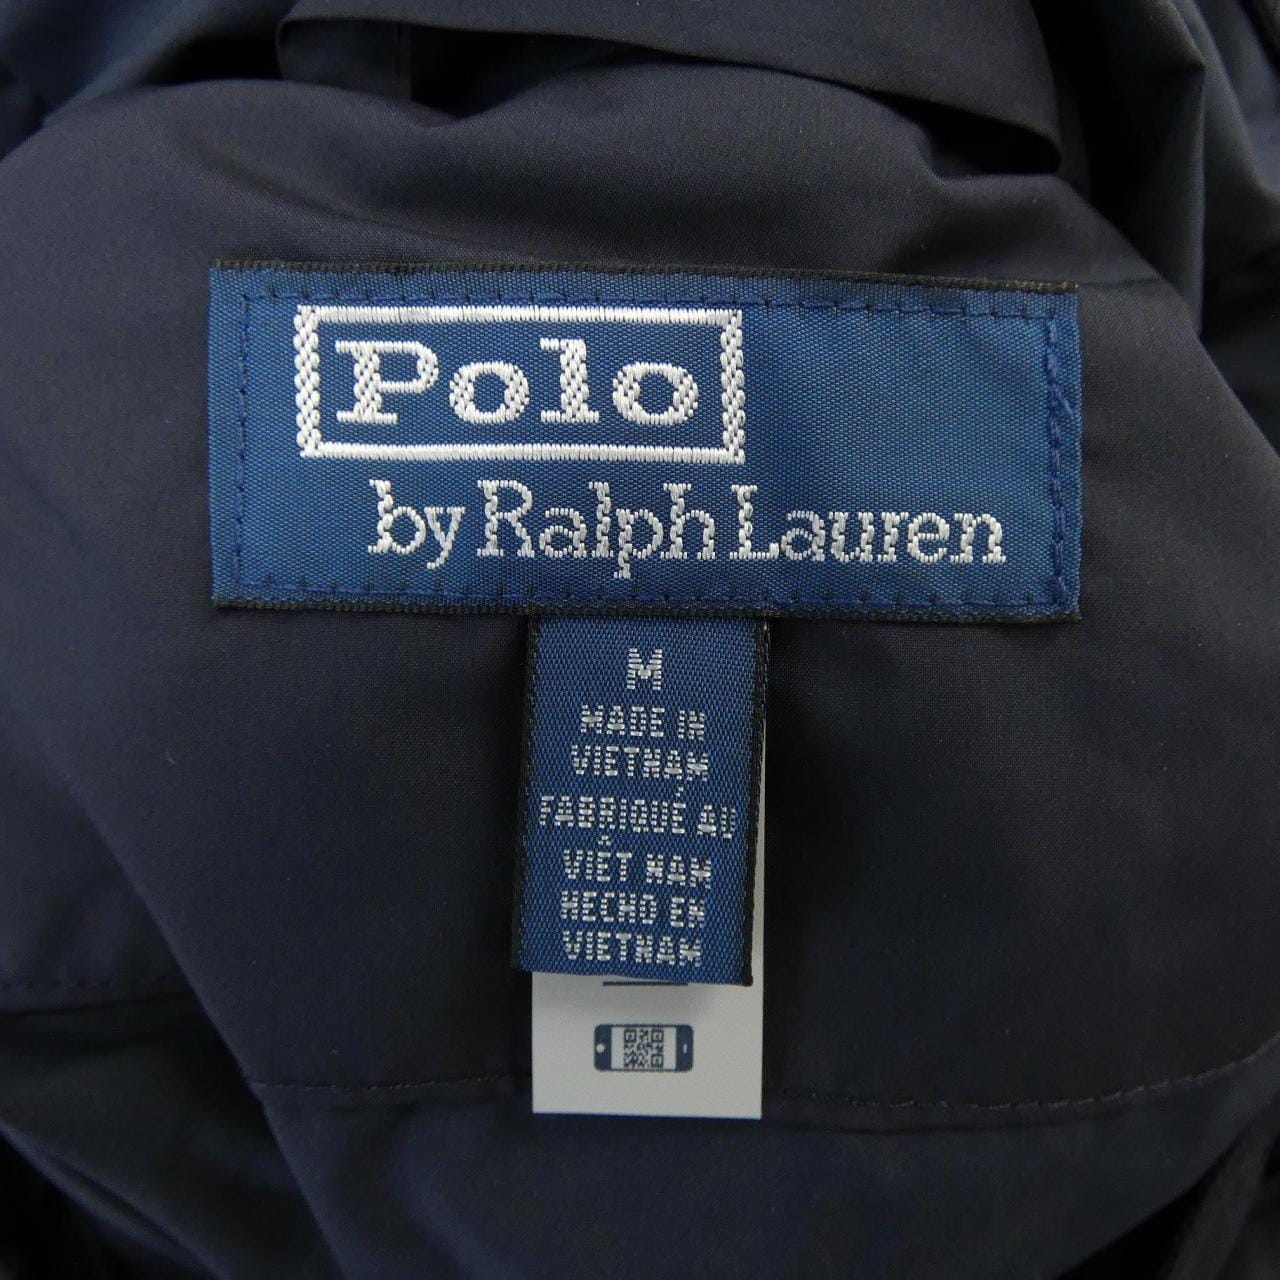 Polo
by Ralph Lauren
M
MADE IN
VIETNAM
FABRIQUÉ AU
VIÊT NAM
HECHO EN
VIETNAM